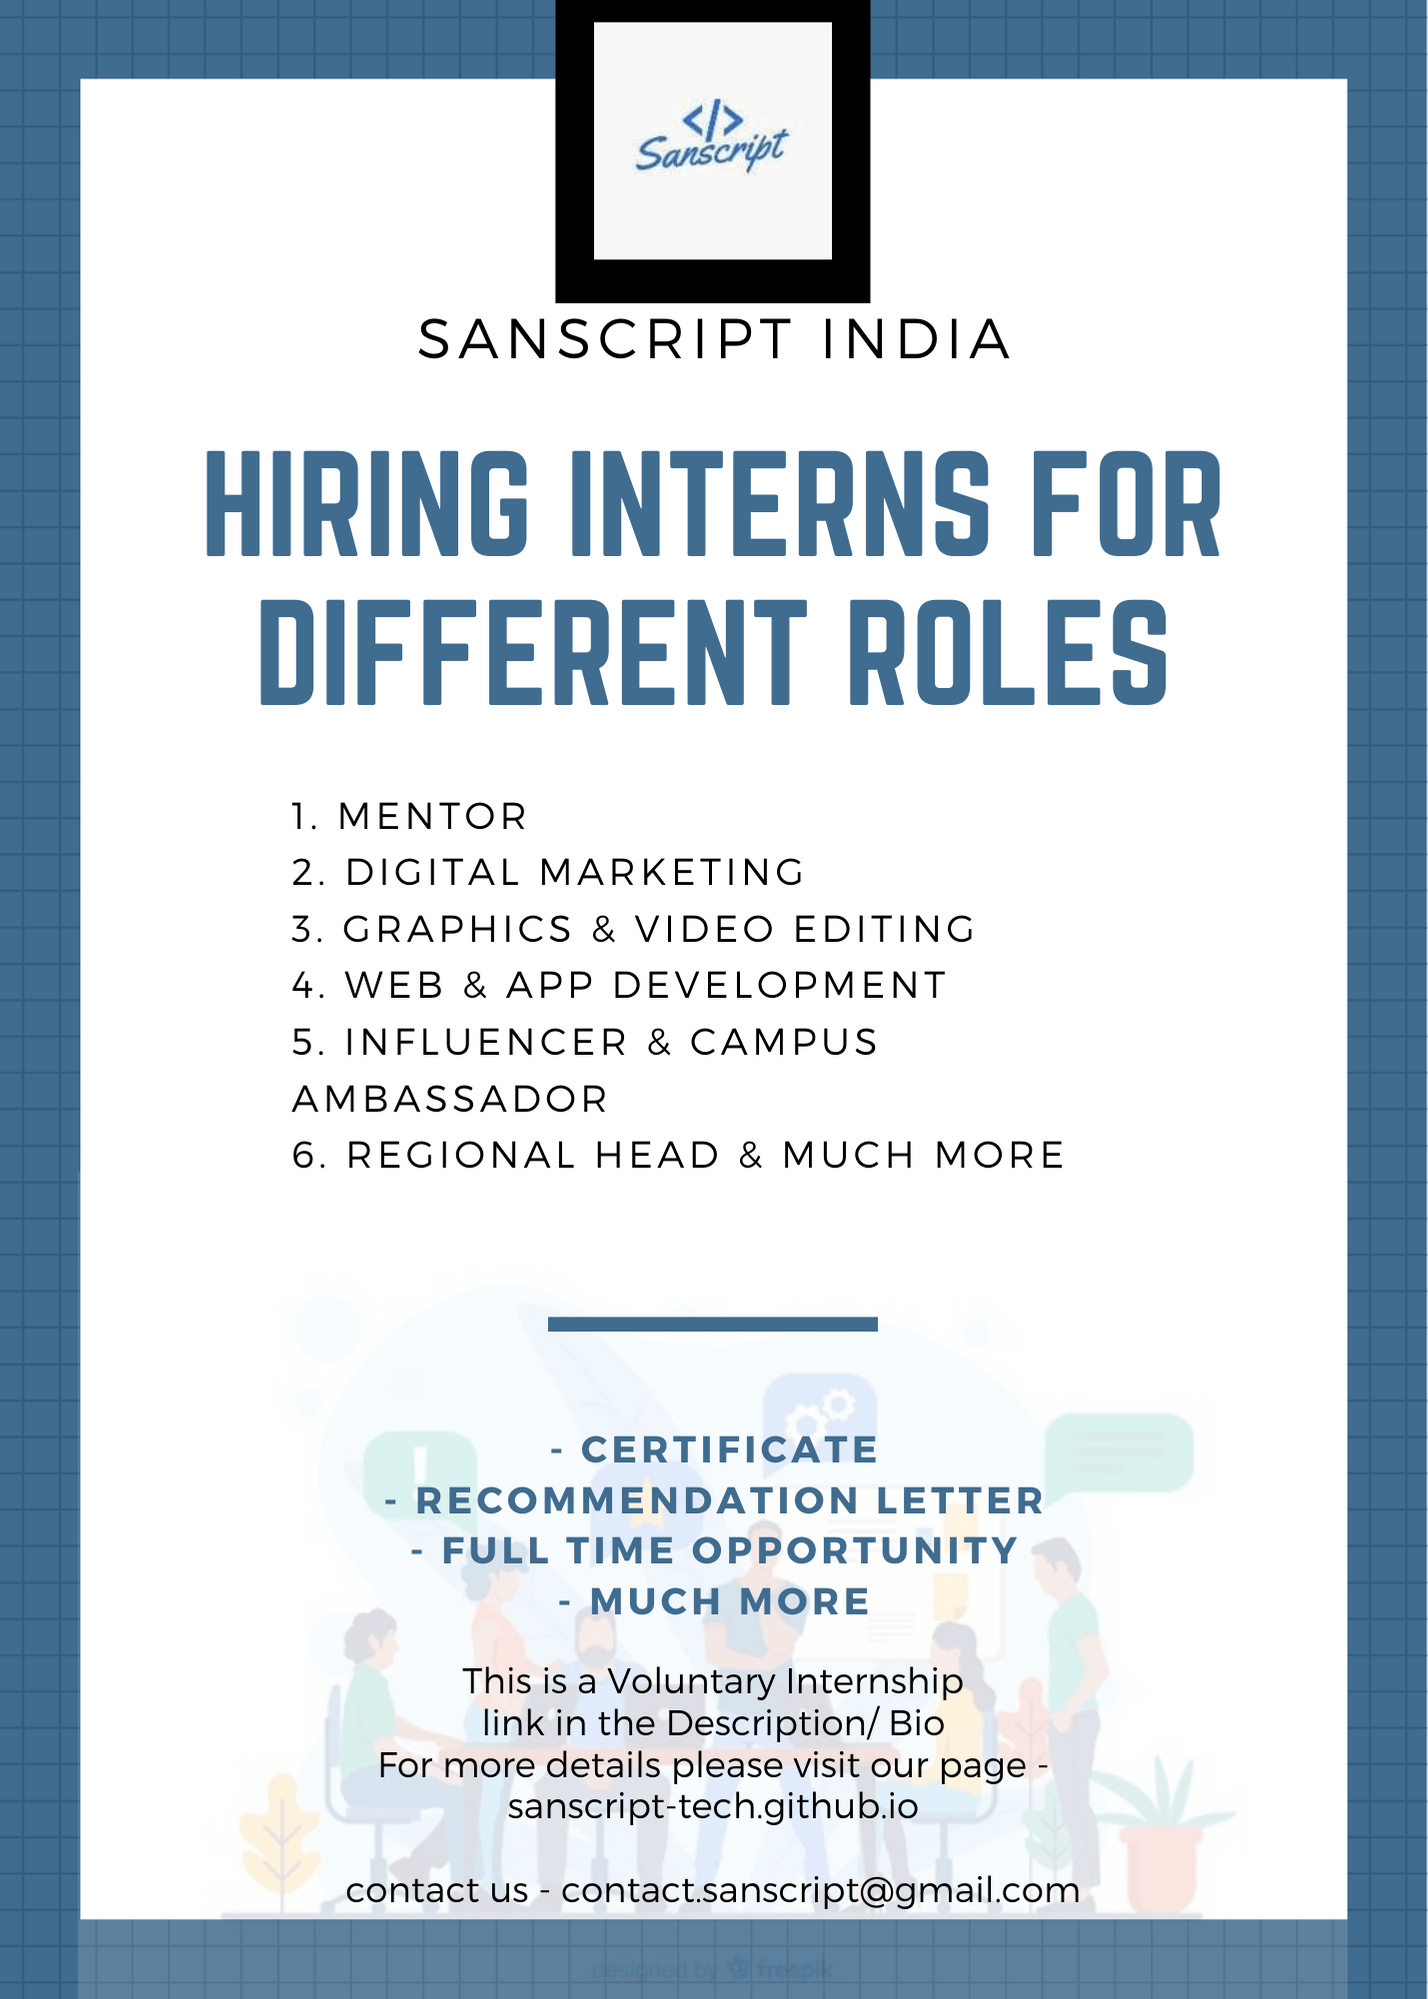 </>
Sanscript
SANSCRIPT INDIA
HIRING INTERNS FOR
DIFFERENT ROLES
1. MENTOR
2. DIGITAL MARKETING
3. GRAPHICS & VIDEO EDITING
4. WEB & APP DEVELOPMENT
5. INFLUENCER & CAMPUS
AMBASSADOR
6. REGIONAL HEAD & MUCH MORE
- CERTIFICATE
- RECOMMENDATION LETTER
- FULL TIME OPPORTUNITY
- MUCH MORE
This is a Voluntary Internship
link in the Description/ Bio
For more details please visit our page -
sanscript-tech.github.io
contact us - contact.sanscript@gmail.com
designed by freepik